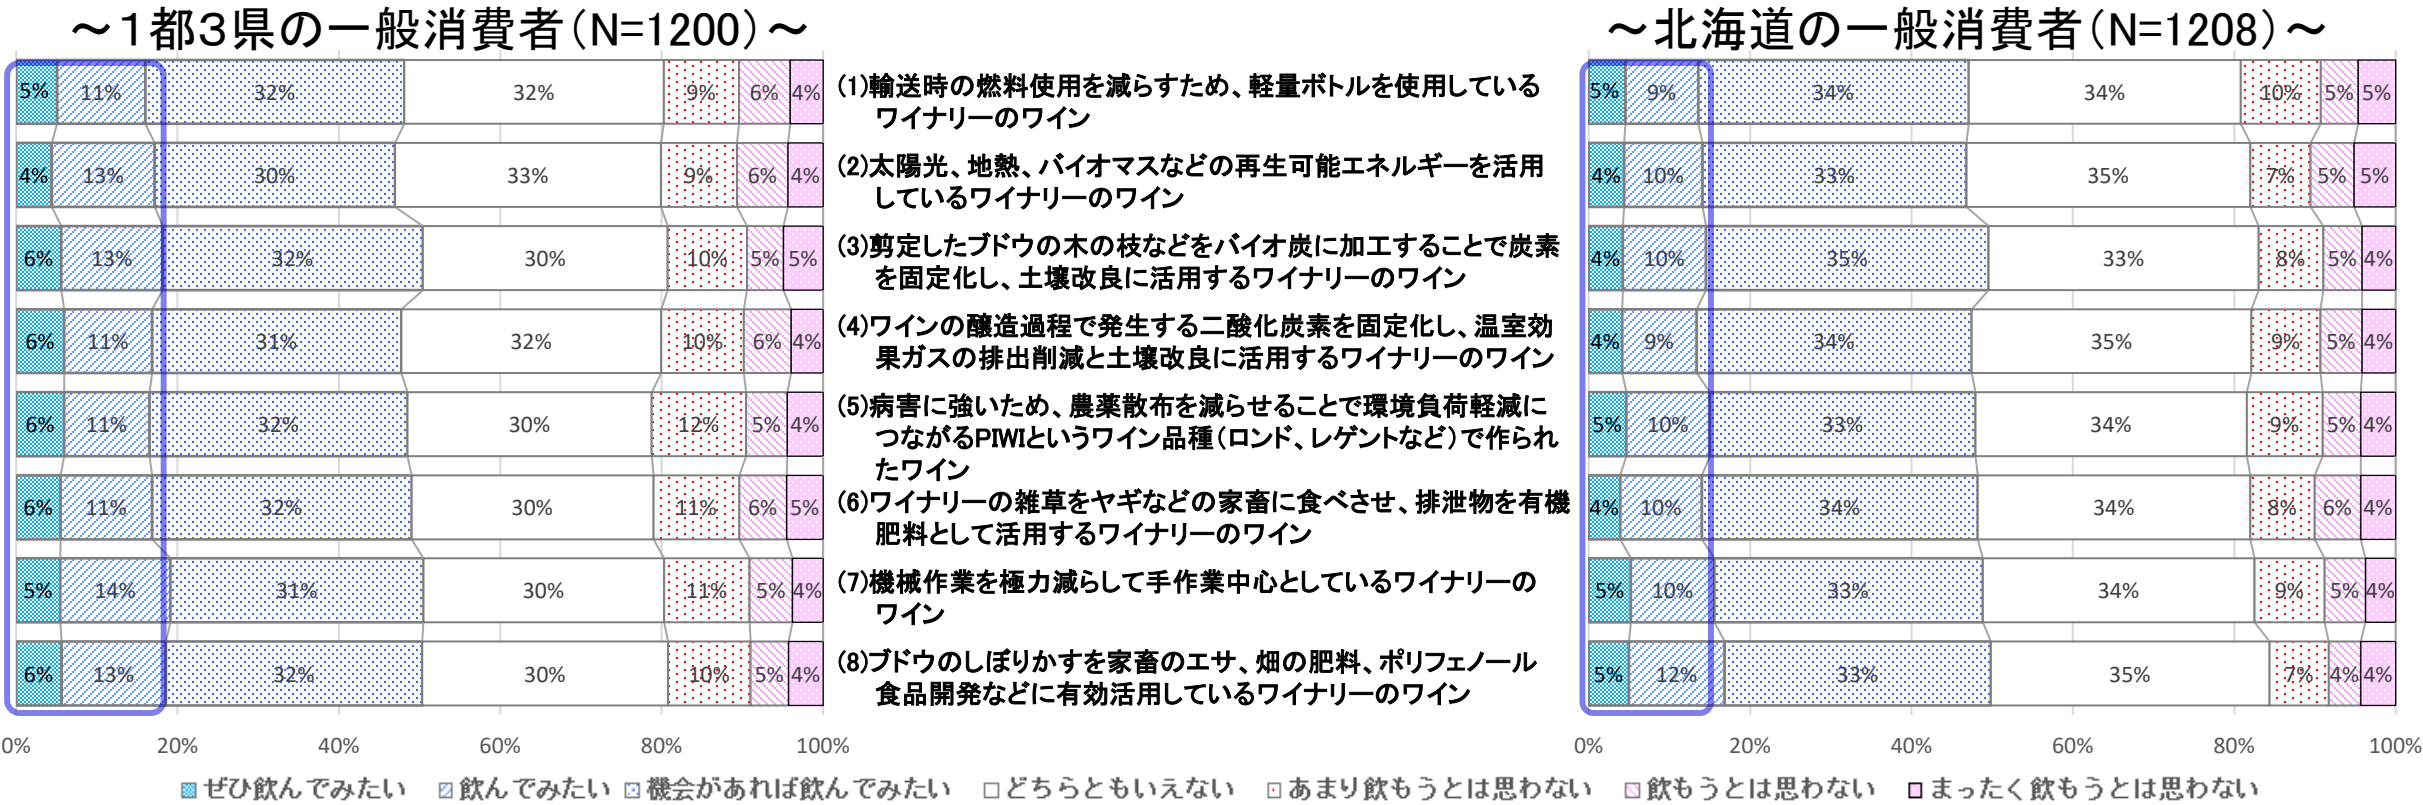 ～１都３県の一般消費者（N=1200）～
～北海道の一般消費者（N=1208）～
5% 11% 32% 32% 9% 6% 4%
(1)輸送時の燃料使用を減らすため、軽量ボトルを使用している
ワイナリーのワイン
5% 9% 34% 34% 10% 5% 5%
4% 13% 30% 33% 9% 6% 4%
(2)太陽光、地熱、バイオマスなどの再生可能エネルギーを活用
しているワイナリーのワイン
4% 10% 33% 35% 7% 5% 5%
6% 13% 32% 30% 10% 5% 5%
(3)剪定したブドウの木の枝などをバイオ炭に加工することで炭素
を固定化し、土壌改良に活用するワイナリーのワイン
4% 10% 35% 33% 8% 5% 4%
6% 11% 31% 32% 10% 6% 4%
(4)ワインの醸造過程で発生する二酸化炭素を固定化し、温室効
果ガスの排出削減と土壌改良に活用するワイナリーのワイン
4% 9% 34% 35% 9% 5% 4%
6% 11% 32% 30% 12% 5% 4%
(5)病害に強いため、農薬散布を減らせることで環境負荷軽減に
つながるPIWIというワイン品種（ロンド、レゲントなど）で作られ
たワイン
5% 10% 33% 34% 9% 5% 4%
6% 11% 32% 30% 11% 6% 5%
(6)ワイナリーの雑草をヤギなどの家畜に食べさせ、排泄物を有機
肥料として活用するワイナリーのワイン
4% 10% 34% 34% 8% 6% 4%
5% 14% 31% 30% 11% 5% 4%
(7)機械作業を極力減らして手作業中心としているワイナリーの
ワイン
5% 10% 33% 34% 9% 5% 4%
6% 13% 32% 30% 10% 5% 4%
(8)ブドウのしぼりかすを家畜のエサ、畑の肥料、ポリフェノール
食品開発などに有効活用しているワイナリーのワイン
5% 12% 33% 35% 7% 4% 4%
0% 20% 40% 60% 80% 100%
0% 20% 40% 60% 80% 100%
ぜひ飲んでみたい 飲んでみたい 機会があれば飲んでみたい どちらともいえない あまり飲もうとは思わない 飲もうとは思わない まったく飲もうとは思わない